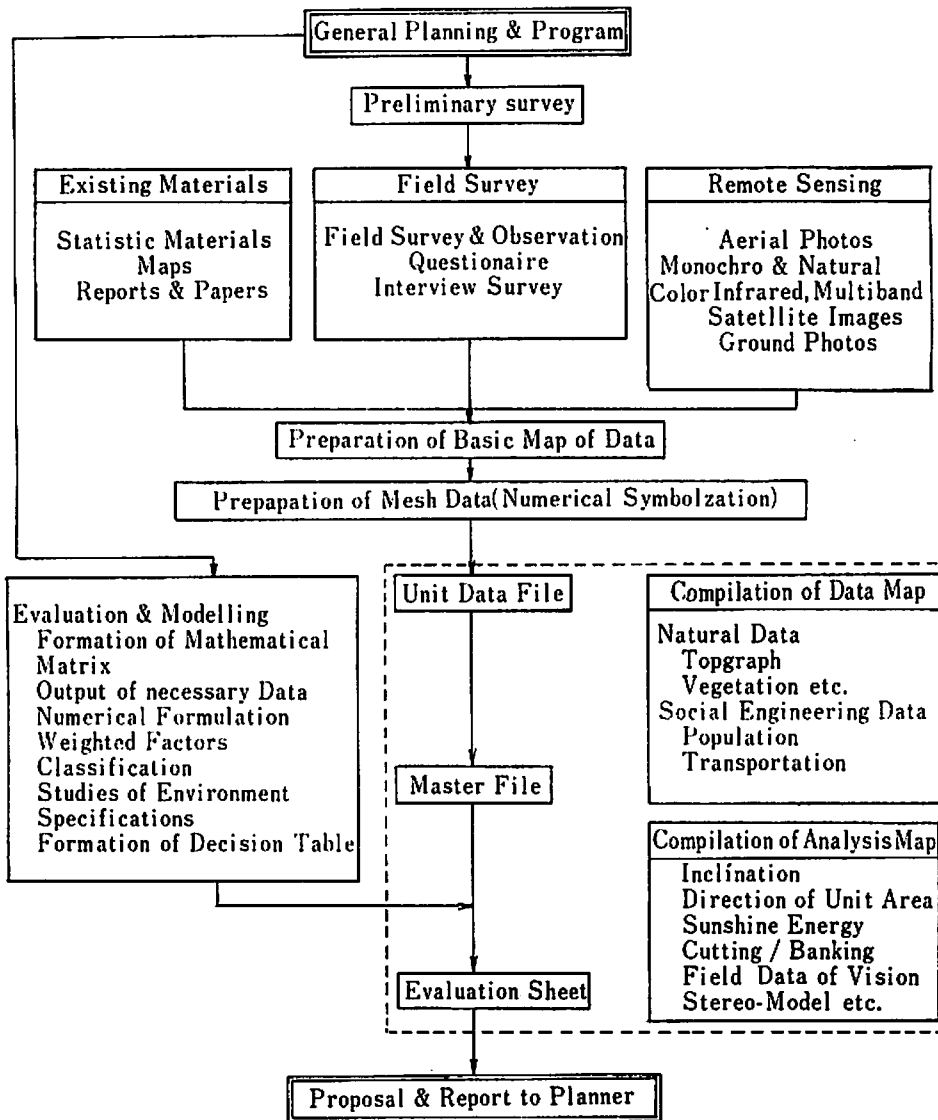 General Planning & Program
Preliminary survey
Existing Materials
Statistic Materials
Maps
Reports & Papers
Field Survey
Field Survey & Observation
Questionaire
Interview Survey
Remote Sensing
Aerial Photos
Monochro & Natural
Color Infrared, Multiband
Satetllite Images
Ground Photos
Preparation of Basic Map of Data
Prepapation of Mesh Data(Numerical Symbolzation)
Evaluation & Modelling
Formation of Mathematical
Matrix
Output of necessary Data
Numerical Formulation
Weighted Factors
Classification
Studies of Environment
Specifications
Formation of Decision Table
Unit Data File
Master File
Evaluation Sheet
Compilation of Data Map
Natural Data
Topgraph
Vegetation etc.
Social Engineering Data
Population
Transportation
Compilation of Analysis Map
Inclination
Direction of Unit Area
Sunshine Energy
Cutting / Banking
Field Data of Vision
Stereo-Model etc.
Proposal & Report to Planner